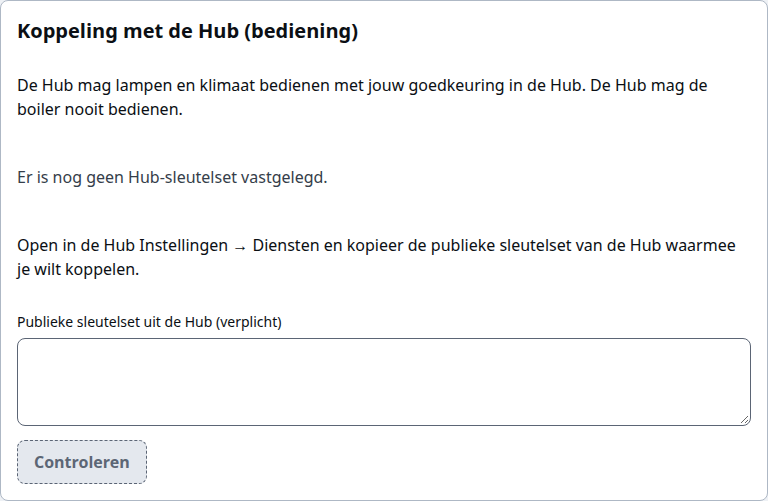 Koppeling met de Hub (bediening)
De Hub mag lampen en klimaat bedienen met jouw goedkeuring in de Hub. De Hub mag de
boiler nooit bedienen.
Er is nog geen Hub-sleutelset vastgelegd.
Open in de Hub Instellingen → Diensten en kopieer de publieke sleutelset van de Hub waarmee
je wilt koppelen.
Publieke sleutelset uit de Hub (verplicht)
Controleren